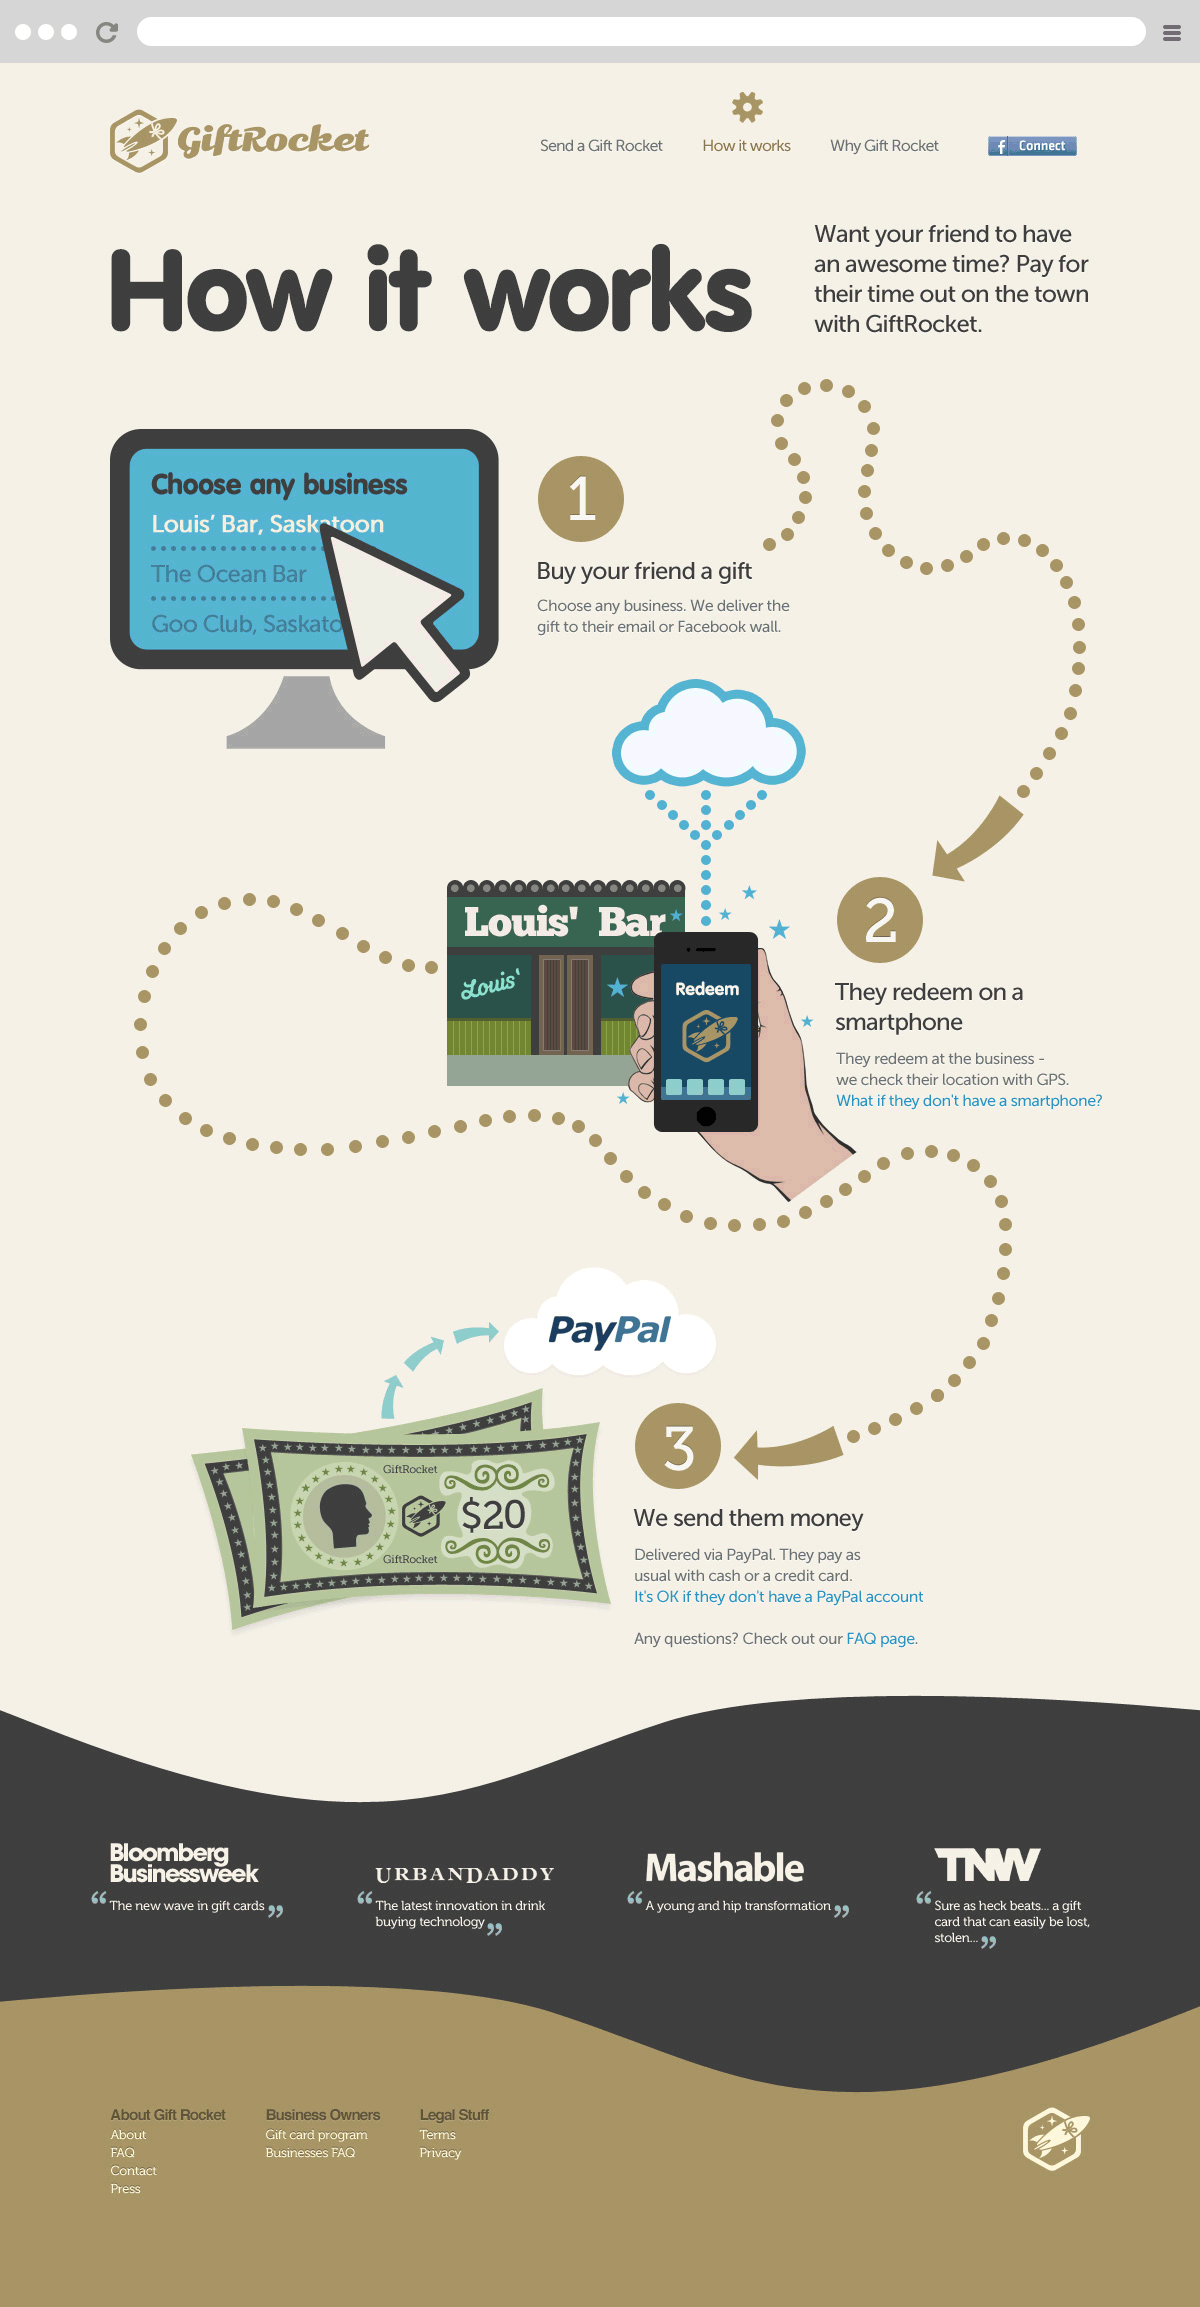 GiftRocket
Send a Gift Rocket
How it works
Why Gift Rocket
f Connect
How it works
Want your friend to have
an awesome time? Pay for
their time out on the town
with GiftRocket.
Choose any business
Louis' Bar, Saskatoon
The Ocean Bar
Goo Club, Saskato
1
Buy your friend a gift
Choose any business. We deliver the
gift to their email or Facebook wall.
Louis' Bar
Louis'
Redeem
2
They redeem on a
smartphone
They redeem at the business -
we check their location with GPS.
What if they don't have a smartphone?
PayPal
GiftRocket
$20
GiftRocket
3
We send them money
Delivered via PayPal. They pay as
usual with cash or a credit card.
It's OK if they don't have a PayPal account
Any questions? Check out our FAQ page.
Bloomberg
Businessweek
“The new wave in gift cards”
URBANDADDY
“The latest innovation in drink
buying technology”
Mashable
“A young and hip transformation”
TNW
“Sure as heck beats... a gift
card that can easily be lost,
stolen...”
About Gift Rocket
About
FAQ
Contact
Press
Business Owners
Gift card program
Businesses FAQ
Legal Stuff
Terms
Privacy